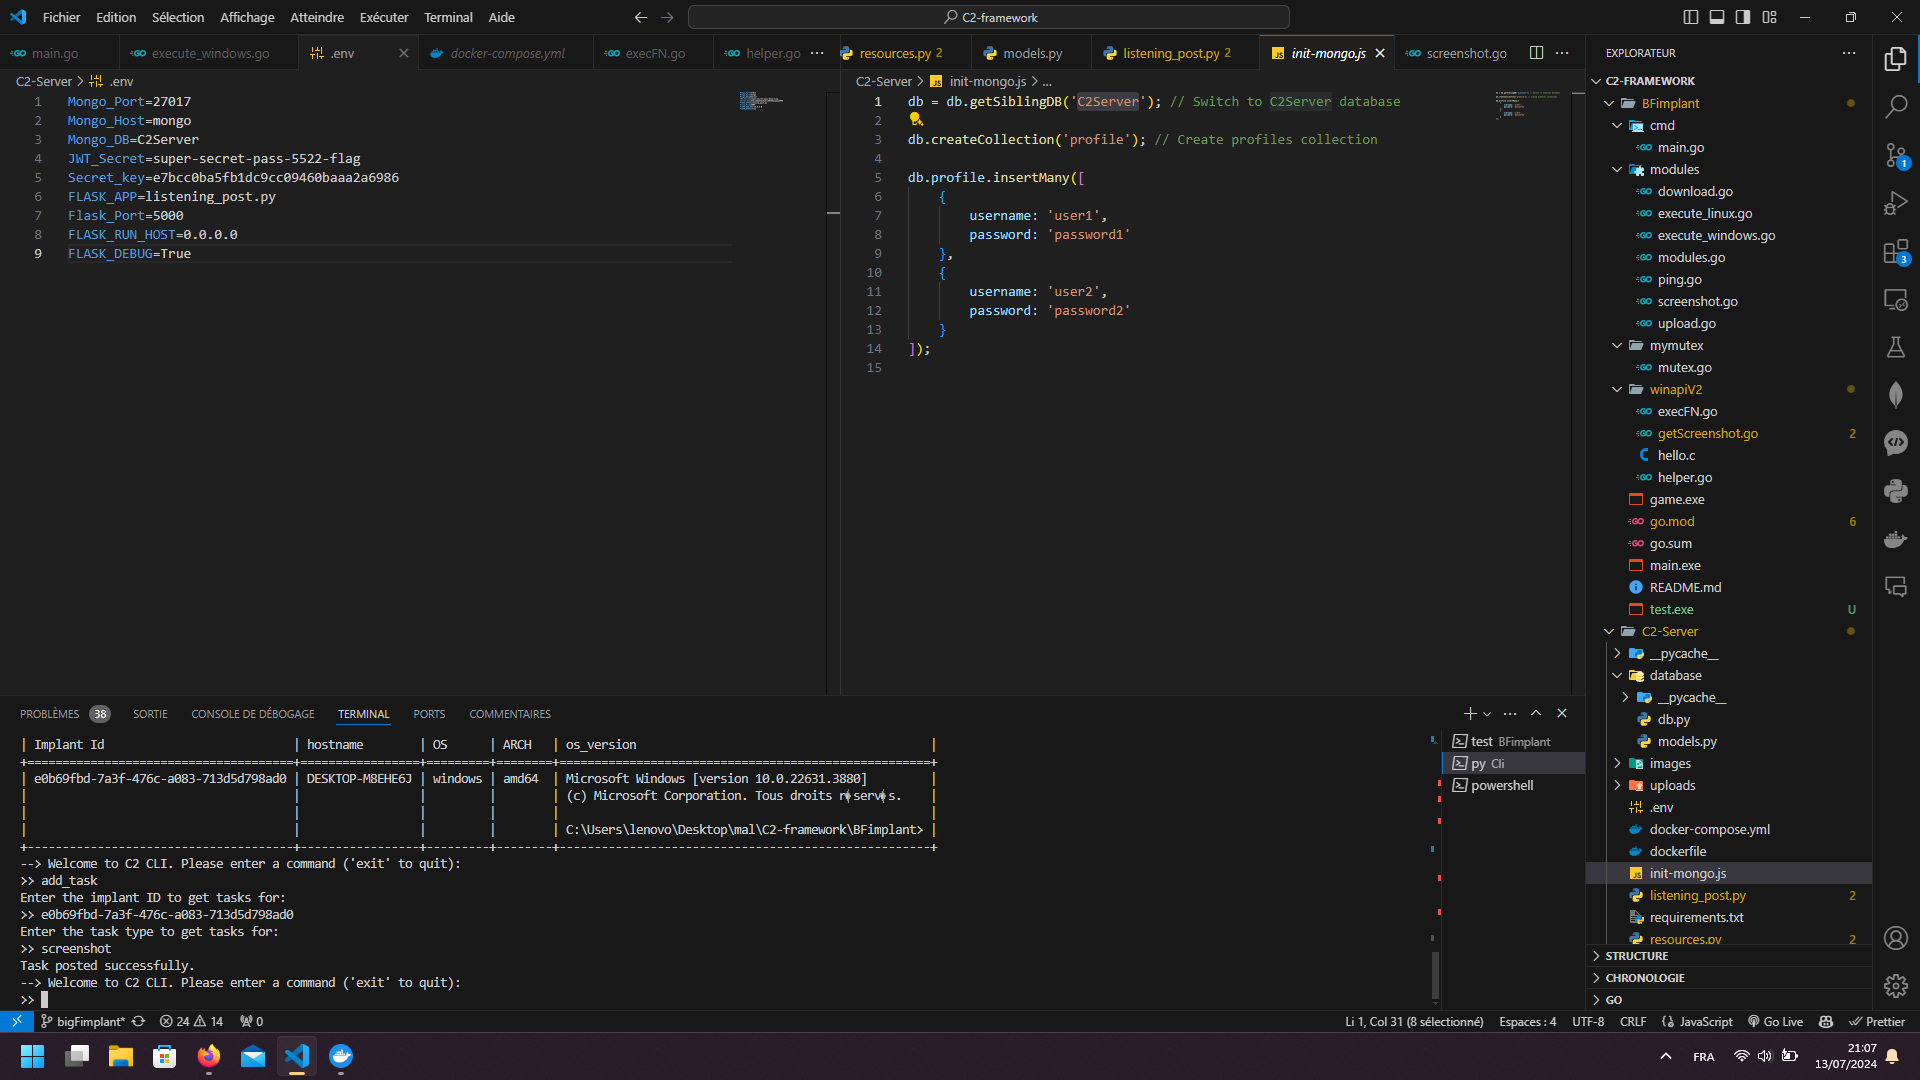 Fichier Edition Sélection Affichage Atteindre Exécuter Terminal Aide
C2-framework
main.go execute_windows.go .env docker-compose.yml execFN.go helper.go
resources.py 2 models.py listening_post.py 2 init-mongo.js screenshot.go
C2-Server > .env
1 Mongo_Port=27017
2 Mongo_Host=mongo
3 Mongo_DB=C2Server
4 JWT_Secret=super-secret-pass-5522-flag
5 Secret_key=e7bcc0ba5fb1dc9cc09460baaa2a6986
6 FLASK_APP=listening_post.py
7 Flask_Port=5000
8 FLASK_RUN_HOST=0.0.0.0
9 FLASK_DEBUG=True
C2-Server > init-mongo.js > ...
1 db = db.getSiblingDB('C2Server'); // Switch to C2Server database
2
3 db.createCollection('profile'); // Create profiles collection
4
5 db.profile.insertMany([
6 {
7 username: 'user1',
8 password: 'password1'
9 },
10 {
11 username: 'user2',
12 password: 'password2'
13 }
14 ]);
15
PROBLÈMES 38 SORTIE CONSOLE DE DÉBOGAGE TERMINAL PORTS COMMENTAIRES
| Implant Id | hostname | OS | ARCH | os_version |
| e0b69fbd-7a3f-476c-a083-713d5d798ad0 | DESKTOP-M8EHE6J | windows | amd64 | Microsoft Windows [version 10.0.22631.3880] |
| | | | | (c) Microsoft Corporation. Tous droits r�serv�s. |
| | | | | |
| | | | | C:\Users\lenovo\Desktop\mal\C2-framework\BFimplant> |
--> Welcome to C2 CLI. Please enter a command ('exit' to quit):
>> add_task
Enter the implant ID to get tasks for:
>> e0b69fbd-7a3f-476c-a083-713d5d798ad0
Enter the task type to get tasks for:
>> screenshot
Task posted successfully.
--> Welcome to C2 CLI. Please enter a command ('exit' to quit):
>>
test BFimplant
py Cli
powershell
EXPLORATEUR
C2-FRAMEWORK
BFimplant
cmd
main.go
modules
download.go
execute_linux.go
execute_windows.go
modules.go
ping.go
screenshot.go
upload.go
mymutex
mutex.go
winapiV2
execFN.go
getScreenshot.go 2
hello.c
helper.go
game.exe
go.mod 6
go.sum
main.exe
README.md
test.exe U
C2-Server
__pycache__
database
__pycache__
db.py
models.py
images
uploads
.env
docker-compose.yml
dockerfile
init-mongo.js
listening_post.py 2
requirements.txt
resources.py 2
STRUCTURE
CHRONOLOGIE
GO
1
3
bigFimplant* 24 14 0
Li 1, Col 31 (8 sélectionné) Espaces : 4 UTF-8 CRLF JavaScript Go Live Prettier
FRA
21:07
13/07/2024